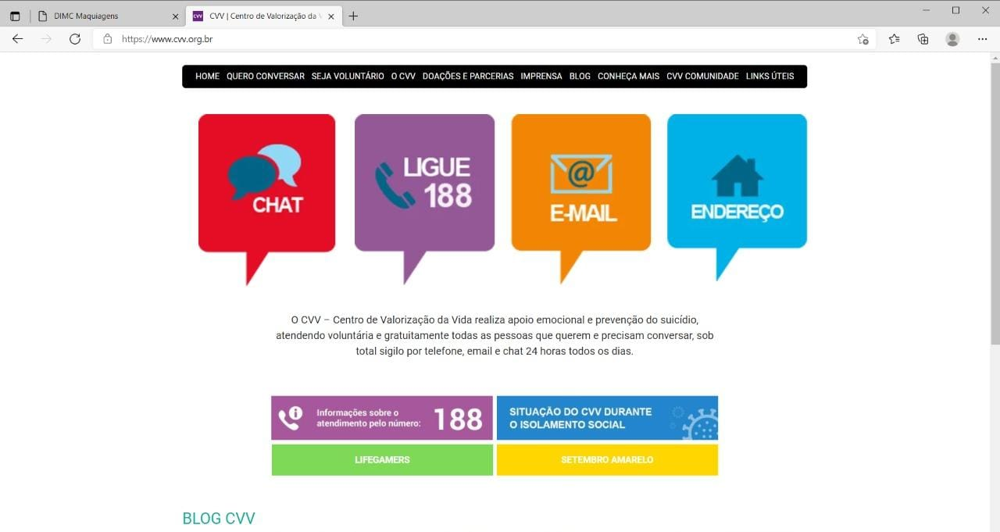 DIMC Maquiagens
CVV
CVV | Centro de Valorização da
https://www.cvv.org.br
HOME QUERO CONVERSAR SEJA VOLUNTÁRIO O CVV DOAÇÕES E PARCERIAS IMPRENSA BLOG CONHEÇA MAIS CVV COMUNIDADE LINKS ÚTEIS
CHAT
LIGUE
188
@
E-MAIL
ENDEREÇO
O CVV – Centro de Valorização da Vida realiza apoio emocional e prevenção do suicídio,
atendendo voluntária e gratuitamente todas as pessoas que querem e precisam conversar, sob
total sigilo por telefone, email e chat 24 horas todos os dias.
Informações sobre o
atendimento pelo número:
188
SITUAÇÃO DO CVV DURANTE
O ISOLAMENTO SOCIAL
LIFEGAMERS
SETEMBRO AMARELO
BLOG CVV